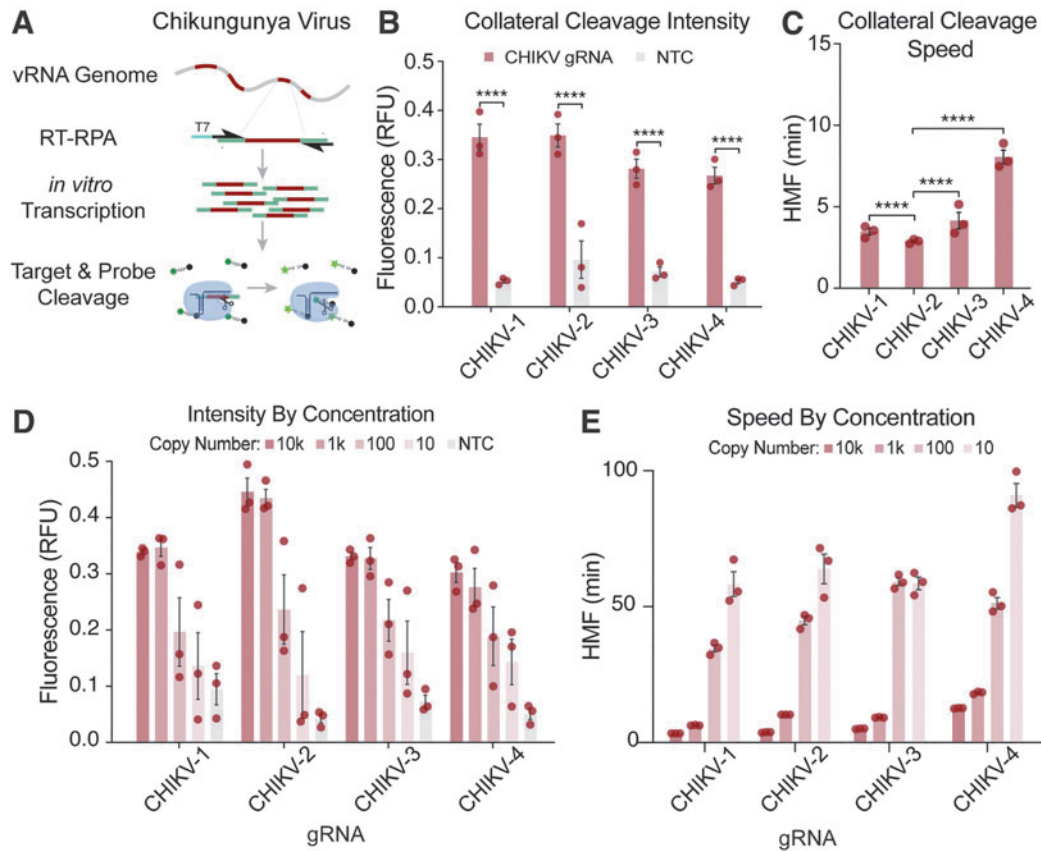 A Chikungunya Virus
vRNA Genome
RT-RPA
T7
in vitro
Transcription
Target & Probe
Cleavage
B Collateral Cleavage Intensity
CHIKV gRNA NTC
Fluorescence (RFU)
0.5
0.4
0.3
0.2
0.1
0.0
**** **** **** ****
CHIKV-1 CHIKV-2 CHIKV-3 CHIKV-4
C Collateral Cleavage
Speed
HMF (min)
15
10
5
0
****
**** ****
CHIKV-1 CHIKV-2 CHIKV-3 CHIKV-4
D Intensity By Concentration
Copy Number: 10k 1k 100 10 NTC
Fluorescence (RFU)
0.5
0.4
0.3
0.2
0.1
0.0
CHIKV-1 CHIKV-2 CHIKV-3 CHIKV-4
gRNA
E Speed By Concentration
Copy Number: 10k 1k 100 10
HMF (min)
100
50
0
CHIKV-1 CHIKV-2 CHIKV-3 CHIKV-4
gRNA